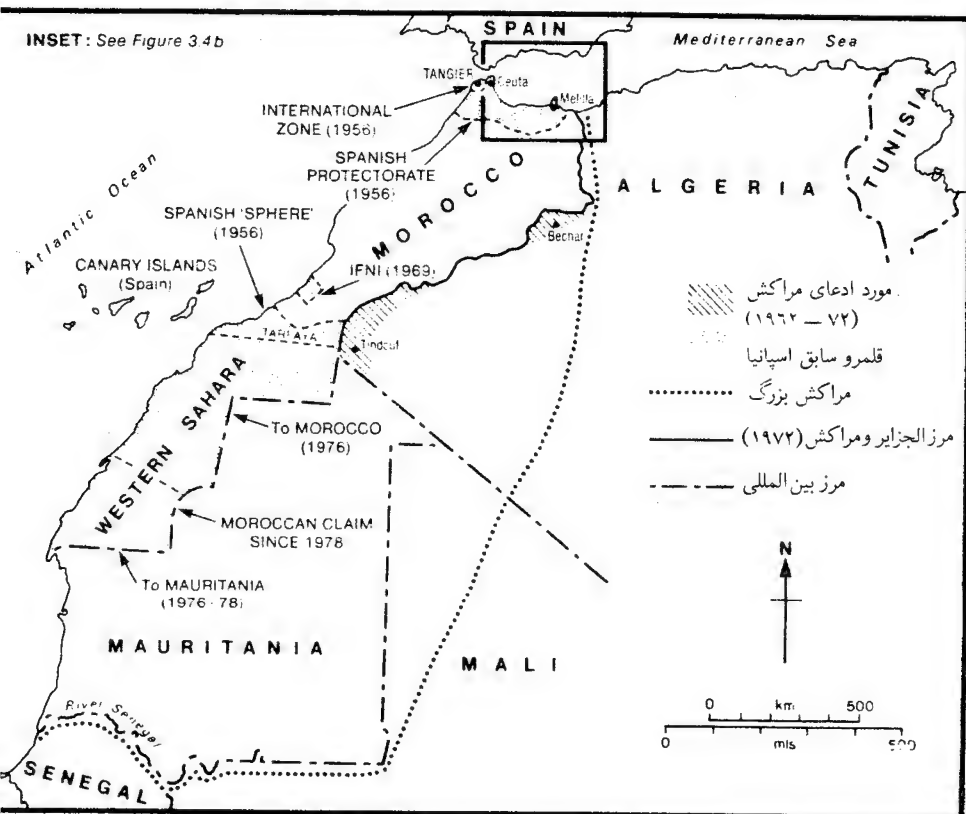 INSET: See Figure 3.4b
SPAIN
Mediterranean Sea
TANGIER
Ceuta
Melilla
INTERNATIONAL
ZONE (1956)
SPANISH
PROTECTORATE
(1956)
SPANISH 'SPHERE'
(1956)
Atlantic Ocean
CANARY ISLANDS
(Spain)
MOROCCO
ALGERIA
TUNISIA
Bechar
IFNI (1969)
TARFAYA
Tindouf
WESTERN SAHARA
To MOROCCO
(1976)
MOROCCAN CLAIM
SINCE 1978
To MAURITANIA
(1976-78)
MAURITANIA
MALI
River Senegal
SENEGAL
مورد ادعای مراکش
(۱۹۶۲ — ۷۲)
قلمرو سابق اسپانیا
مراکش بزرگ
مرز الجزایر و مراکش (۱۹۷۲)
مرز بین المللی
N
0 km 500
0 mls 500